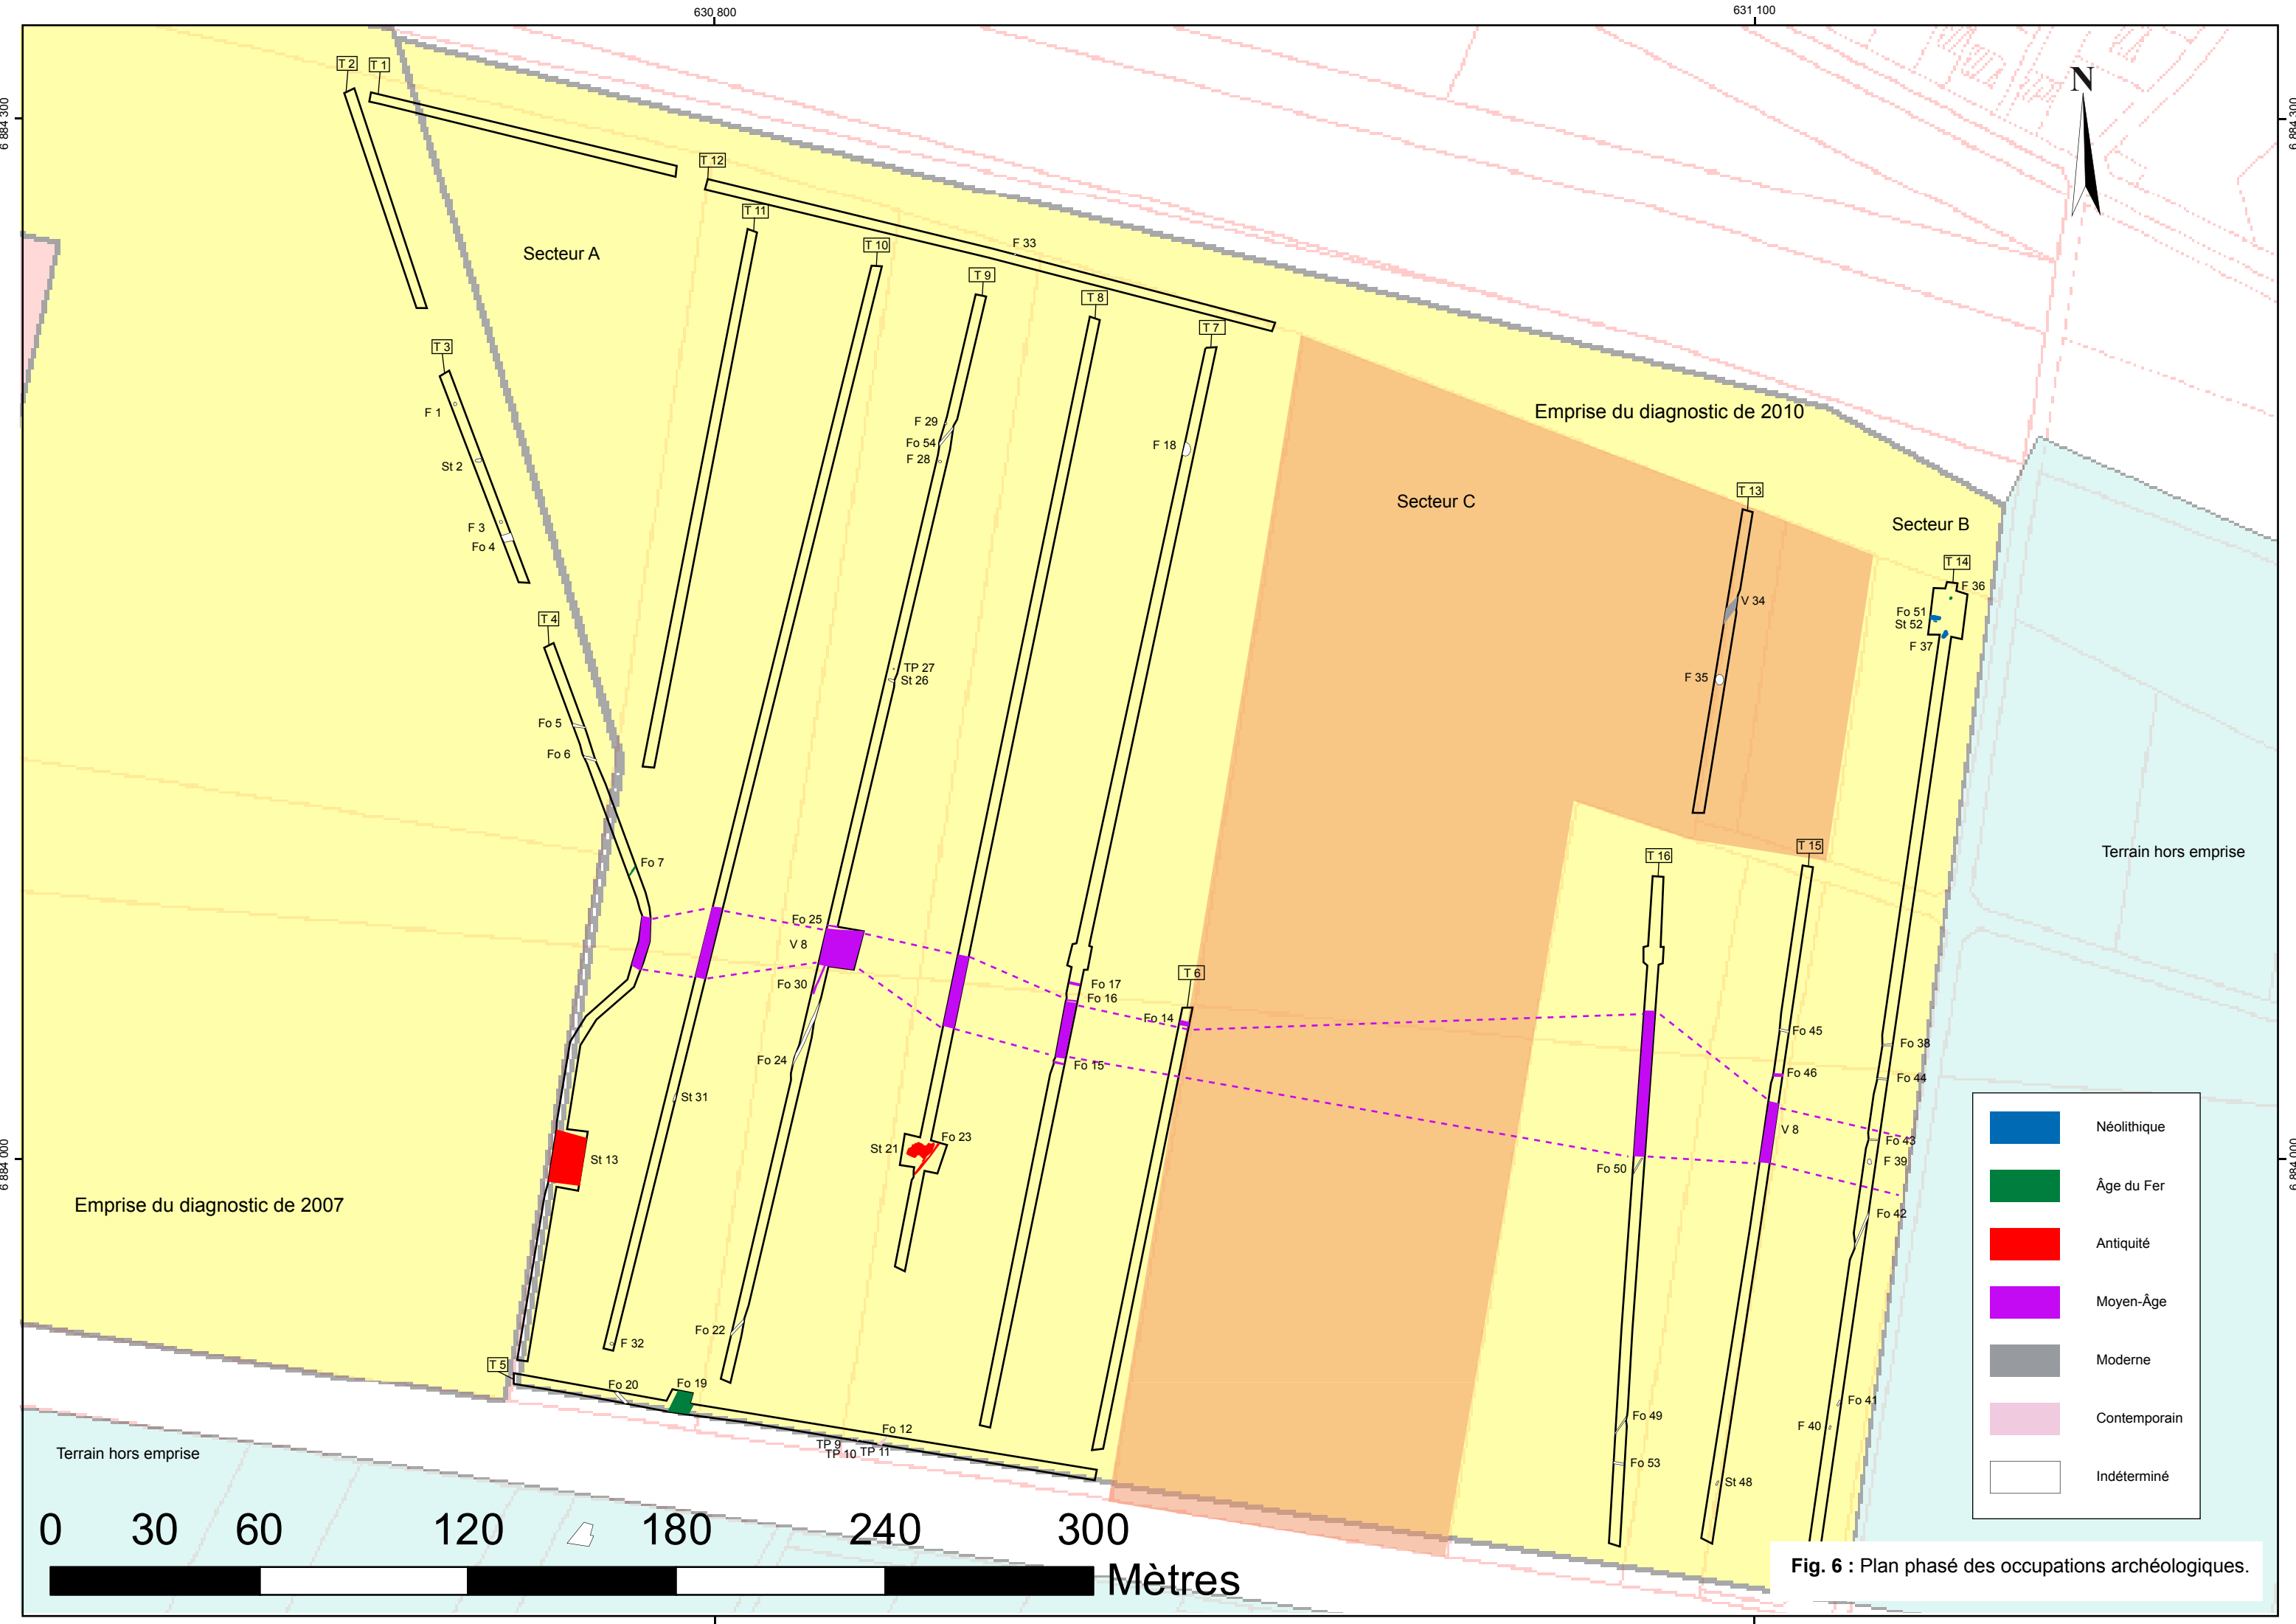 630 800
631 100
6 884 300
6 884 300
N
T 2
T 1
T 12
T 11
T 10
T 9
T 8
T 7
Secteur A
F 33
T 3
F 1
St 2
F 3
Fo 4
F 29
Fo 54
F 28
F 18
Emprise du diagnostic de 2010
Secteur C
T 13
Secteur B
T 14
F 36
Fo 51
St 52
F 37
V 34
F 35
T 4
Fo 5
Fo 6
TP 27
St 26
Fo 7
T 16
T 15
Terrain hors emprise
Fo 25
V 8
Fo 30
Fo 17
Fo 16
T 6
Fo 14
Fo 24
Fo 15
St 31
Fo 45
Fo 38
Fo 46
Fo 44
V 8
Fo 43
F 39
Fo 50
Fo 42
St 21
Fo 23
St 13
6 884 000
6 884 000
Emprise du diagnostic de 2007
Fo 22
F 32
T 5
Fo 20
Fo 19
Fo 12
TP 9
TP 10
TP 11
Fo 49
Fo 53
Fo 41
F 40
St 48
Néolithique
Âge du Fer
Antiquité
Moyen-Âge
Moderne
Contemporain
Indéterminé
Terrain hors emprise
0 30 60 120 180 240 300
Mètres
Fig. 6 : Plan phasé des occupations archéologiques.